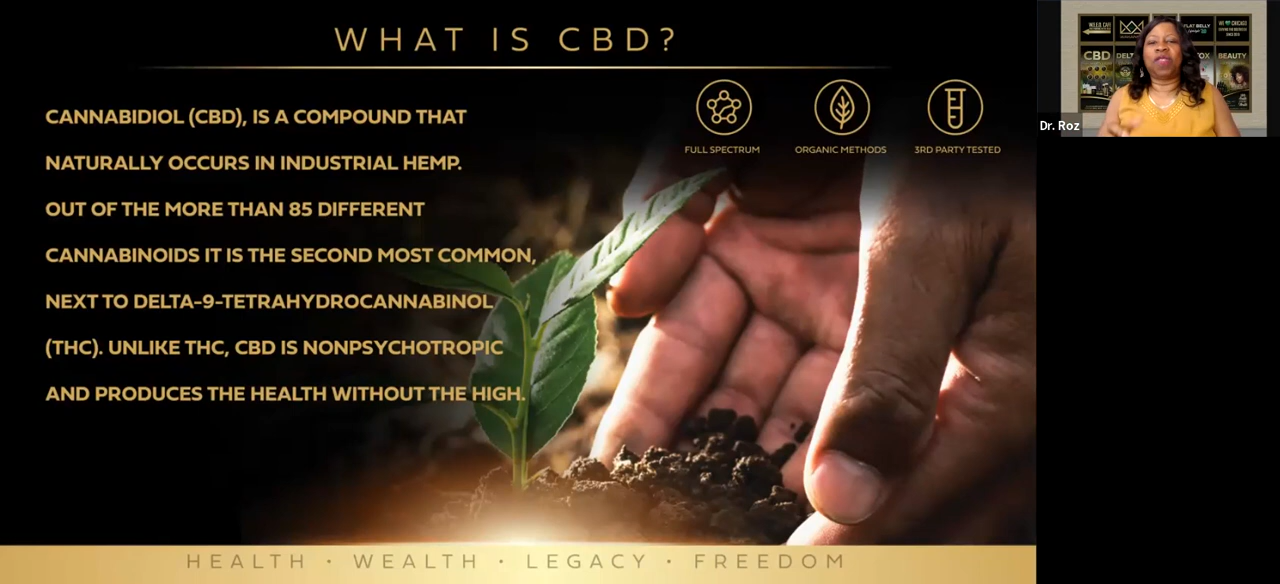 WHAT IS CBD?
CANNABIDIOL (CBD), IS A COMPOUND THAT
NATURALLY OCCURS IN INDUSTRIAL HEMP.
OUT OF THE MORE THAN 85 DIFFERENT
CANNABINOIDS IT IS THE SECOND MOST COMMON,
NEXT TO DELTA-9-TETRAHYDROCANNABINOL
(THC). UNLIKE THC, CBD IS NONPSYCHOTROPIC
AND PRODUCES THE HEALTH WITHOUT THE HIGH.
FULL SPECTRUM
ORGANIC METHODS
3RD PARTY TESTED
HEALTH • WEALTH • LEGACY • FREEDOM
FLAT BELLY
CBD
BEAUTY
Dr. Roz